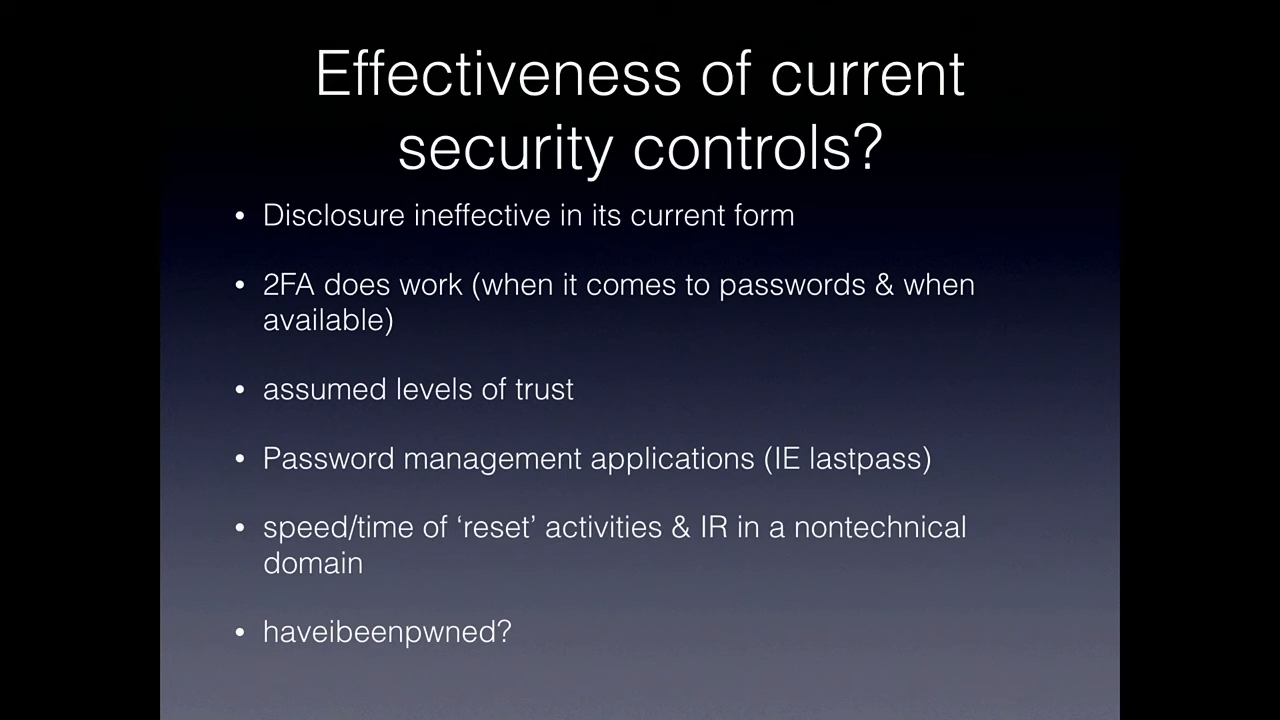 Effectiveness of current
security controls?
• Disclosure ineffective in its current form
• 2FA does work (when it comes to passwords & when
available)
• assumed levels of trust
• Password management applications (IE lastpass)
• speed/time of ‘reset’ activities & IR in a nontechnical
domain
• haveibeenpwned?